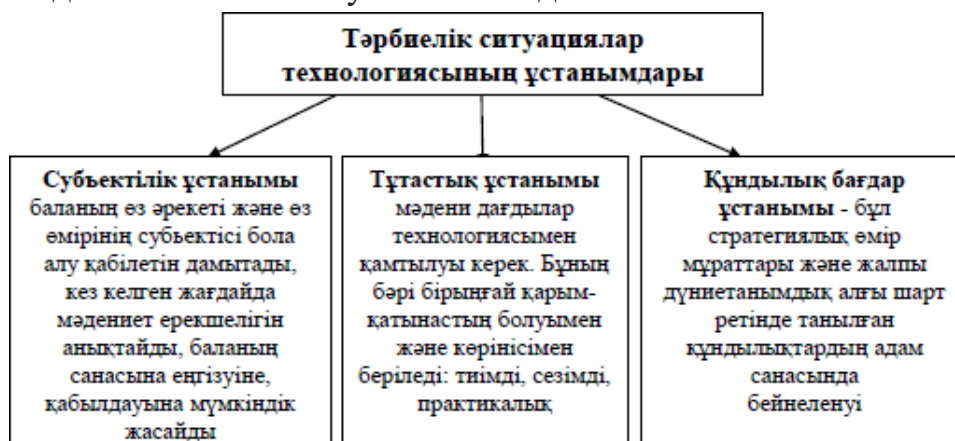 Тәрбиелік ситуациялар
технологиясының ұстанымдары
Субъектілік ұстанымы
баланың өз әрекеті және өз
өмірінің субъектісі бола
алу қабілетін дамытады,
кез келген жағдайда
мәдениет ерекшелігін
анықтайды, баланың
санасына еңгізуіне,
қабылдауына мүмкіндік
жасайды
Тұтастық ұстанымы
мәдени дағдылар
технологиясымен
қамтылуы керек. Бұның
бәрі бірыңғай қарым-
қатынастың болуымен
және көрінісімен
беріледі: тиімді, сезімді,
практикалық
Құндылық бағдар
ұстанымы - бұл
стратегиялық өмір
мұраттары және жалпы
дүниетанымдық алғы шарт
ретінде танылған
құндылықтардың адам
санасында
бейнеленуі